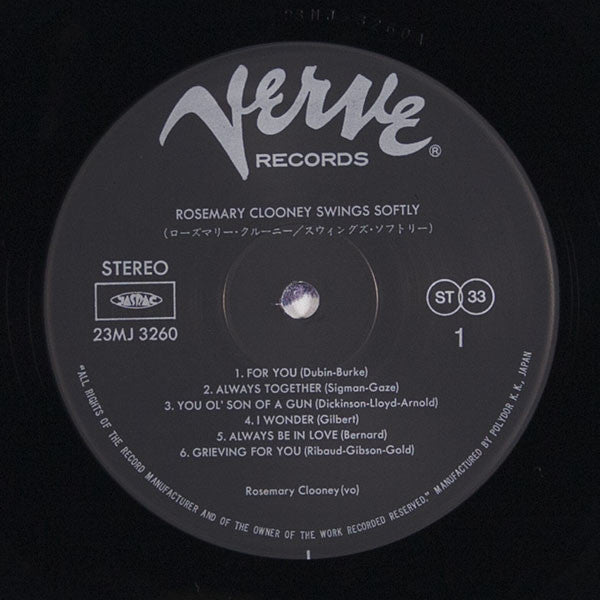 23MJ-3260A
Verve®
RECORDS
ROSEMARY CLOONEY SWINGS SOFTLY
(ローズマリー・クルーニー/スウィングズ・ソフトリー)
STEREO
JASRAC
23MJ 3260
ST 33
1
1. FOR YOU (Dubin-Burke)
2. ALWAYS TOGETHER (Sigman-Gaze)
3. YOU OL' SON OF A GUN (Dickinson-Lloyd-Arnold)
4. I WONDER (Gilbert)
5. ALWAYS BE IN LOVE (Bernard)
6. GRIEVING FOR YOU (Ribaud-Gibson-Gold)
Rosemary Clooney (vo)
"ALL RIGHTS OF THE RECORD MANUFACTURER AND OF THE OWNER OF THE WORK RECORDED RESERVED." MANUFACTURED BY POLYDOR K. K., JAPAN